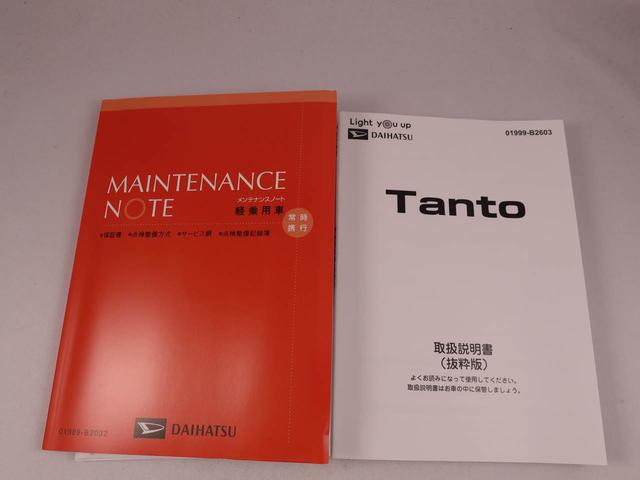 MAINTENANCE
NOTE
メンテナンスノート
軽乗用車
常時
携行
●保証書 ●点検整備方式 ●サービス網 ●点検整備記録簿
01999-B2032
DAIHATSU
Light you up
DAIHATSU
01999-B2603
Tanto
取扱説明書
（抜粋版）
よくお読みになって使用してください。
取扱説明書はお車の中に保管しましょう。